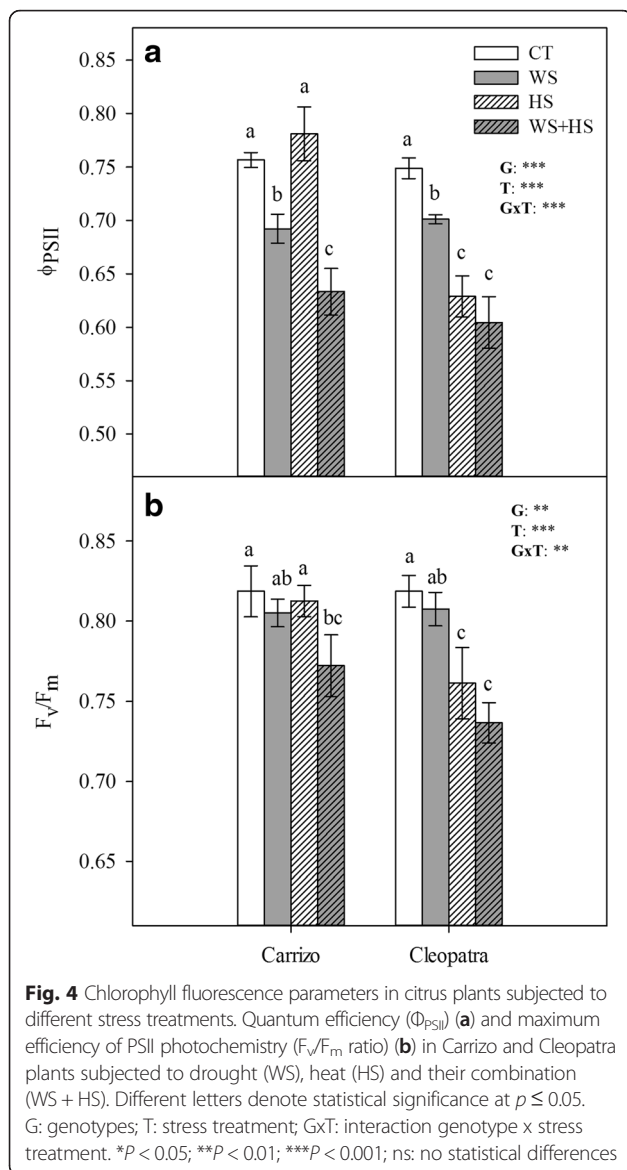 a
CT
WS
HS
WS+HS
G: ***
T: ***
GxT: ***
a b a c a b c c
0.85
0.80
0.75
0.70
0.65
0.60
0.55
0.50
ϕPSII
b
G: **
T: ***
GxT: **
a ab a bc a ab c c
0.85
0.80
0.75
0.70
0.65
Fv/Fm
Carrizo Cleopatra
Fig. 4 Chlorophyll fluorescence parameters in citrus plants subjected to
different stress treatments. Quantum efficiency (ΦPSII) (a) and maximum
efficiency of PSII photochemistry (Fv/Fm ratio) (b) in Carrizo and Cleopatra
plants subjected to drought (WS), heat (HS) and their combination
(WS + HS). Different letters denote statistical significance at p ≤ 0.05.
G: genotypes; T: stress treatment; GxT: interaction genotype x stress
treatment. *P < 0.05; **P < 0.01; ***P < 0.001; ns: no statistical differences